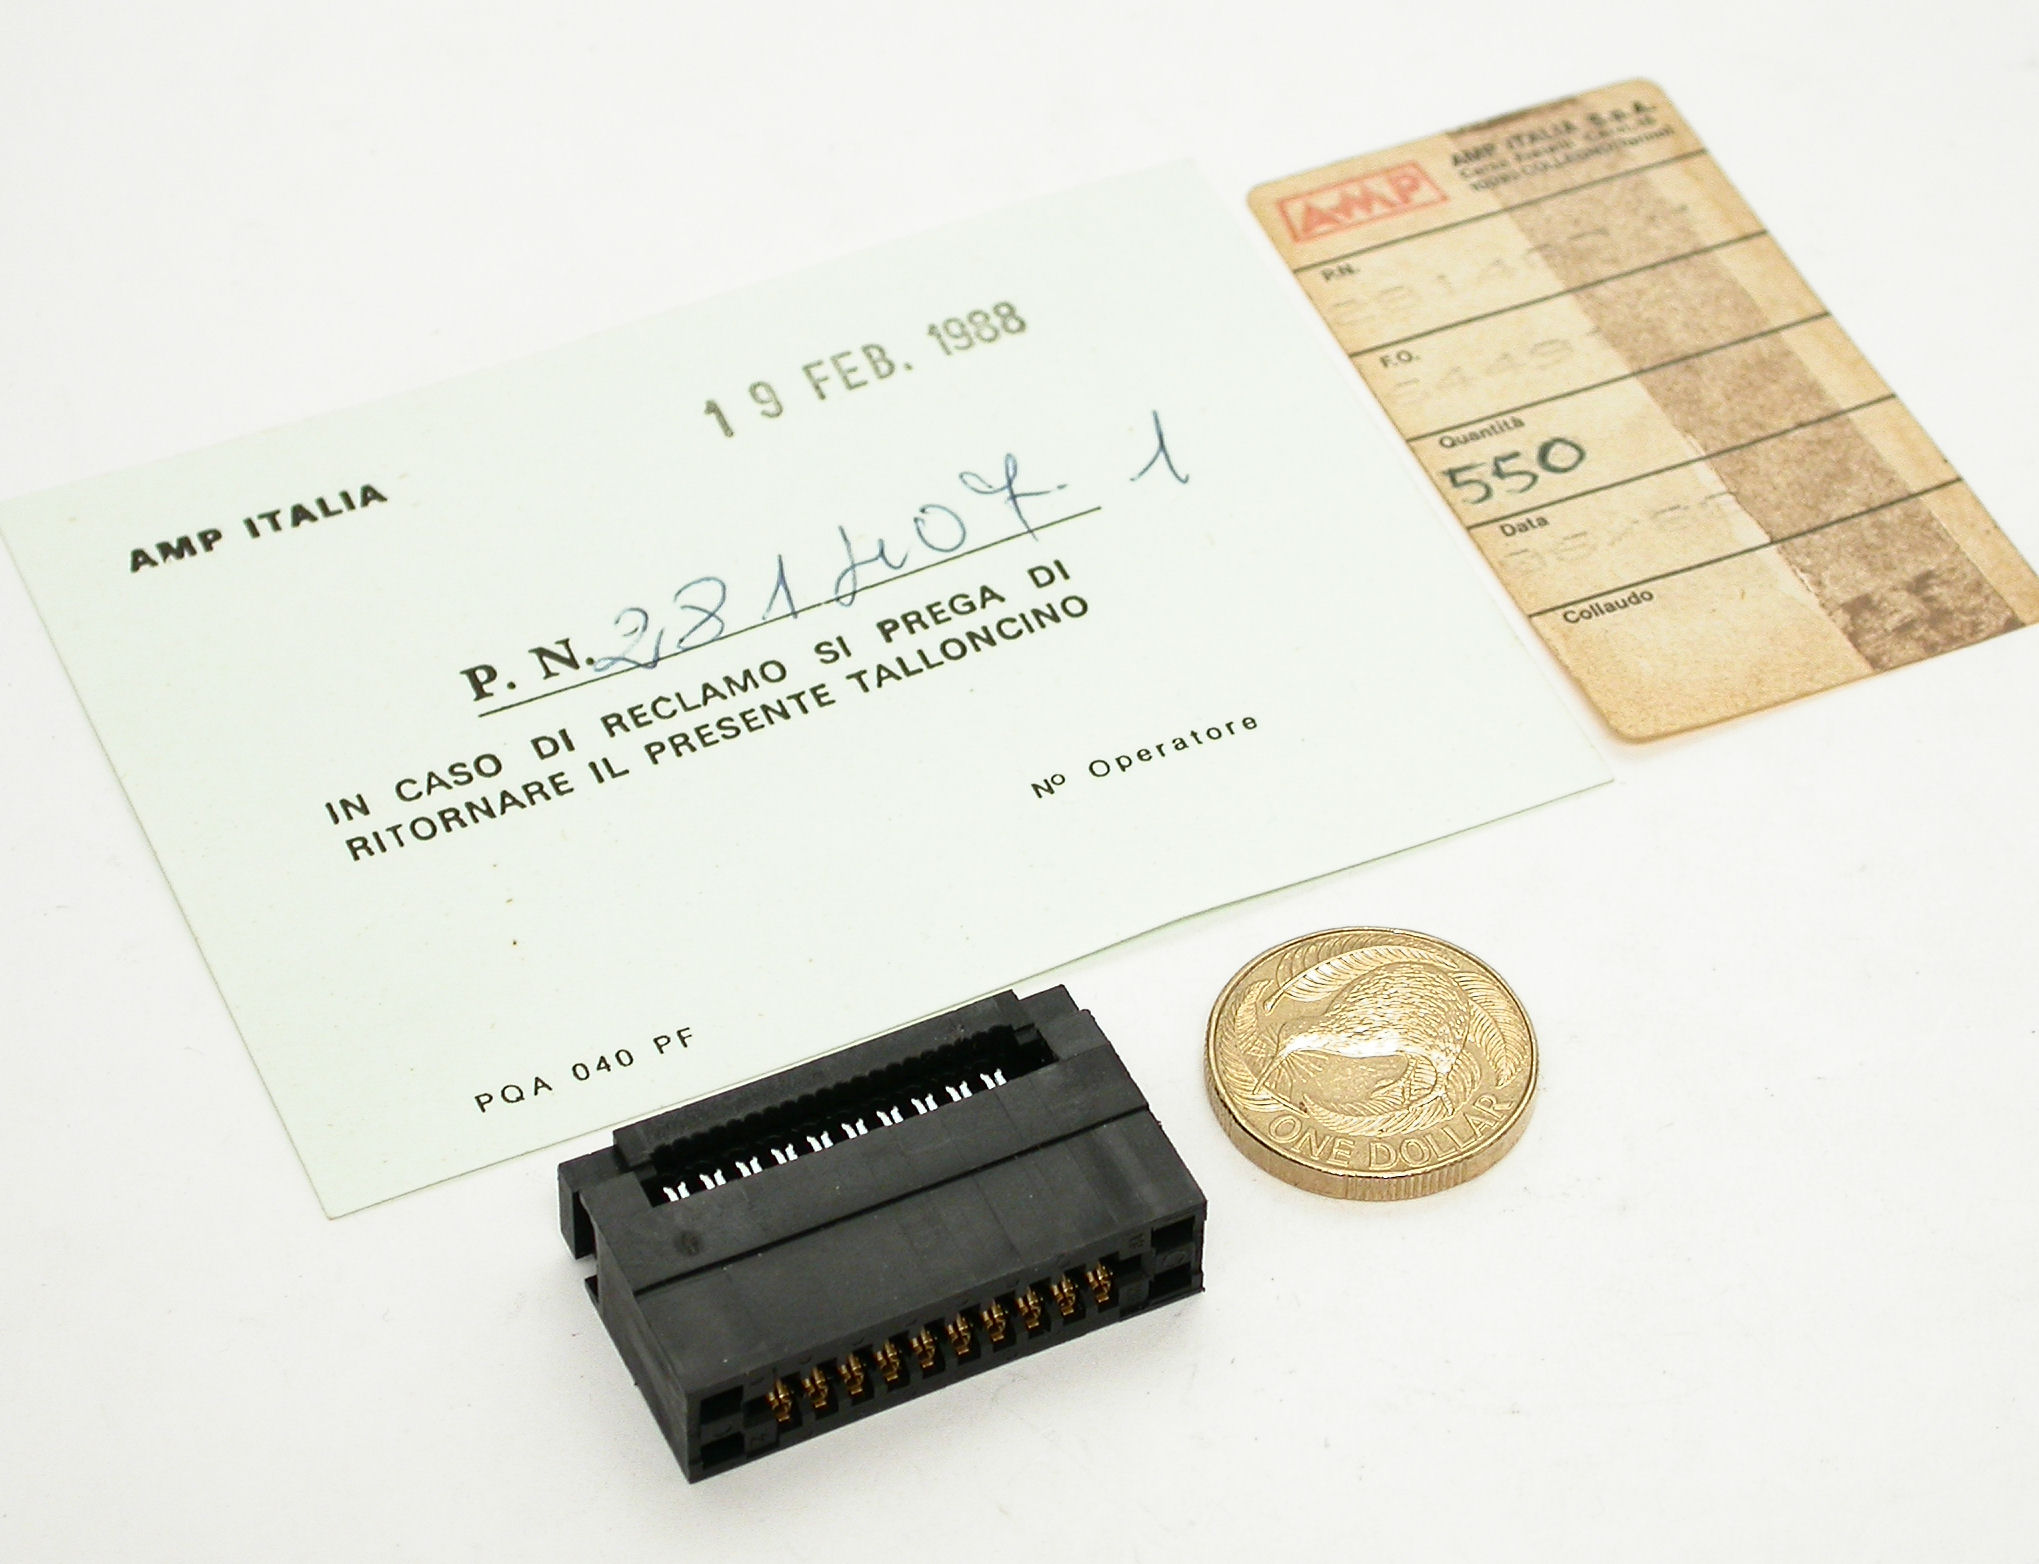 19 FEB. 1988
AMP ITALIA
P. N. 281407. 1
IN CASO DI RECLAMO SI PREGA DI
RITORNARE IL PRESENTE TALLONCINO
Nº Operatore
PQA 040 PF
AMP
AMP ITALIA S.p.A.
P.N.
F.O.
Quantità
550
Data
Collaudo
ONE DOLLAR